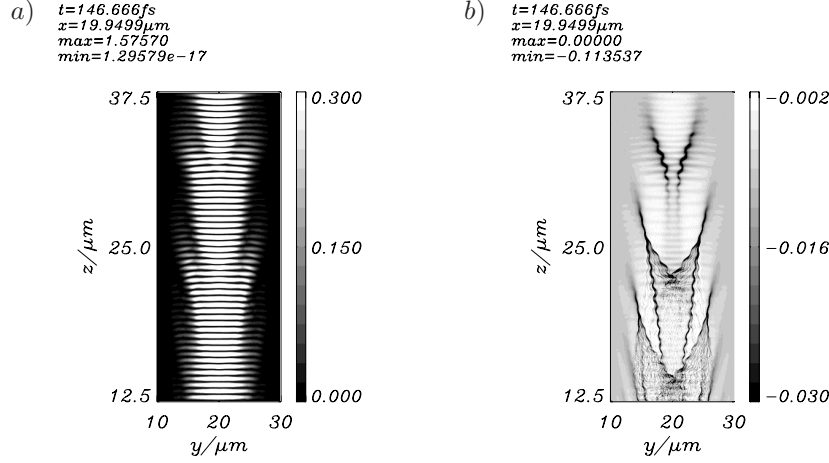 a)
t=146.666fs
x=19.9499μm
max=1.57570
min=1.29579e-17
37.5
25.0
12.5
z/μm
10 20 30
y/μm
0.300
0.150
0.000
b)
t=146.666fs
x=19.9499μm
max=0.00000
min=-0.113537
37.5
25.0
12.5
z/μm
10 20 30
y/μm
-0.002
-0.016
-0.030